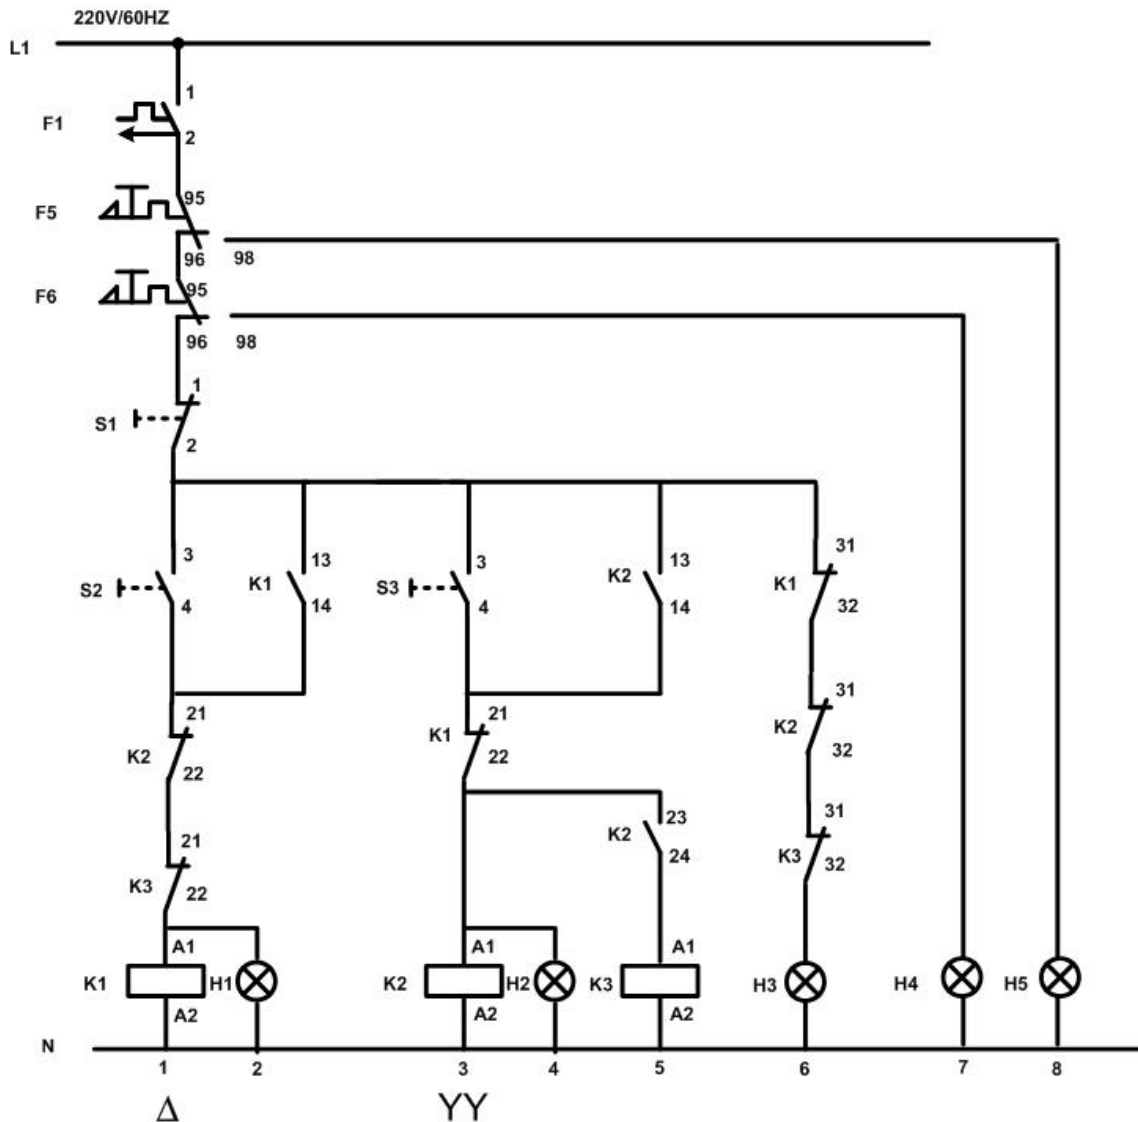 220V/60HZ
L1
1
F1
2
95
F5
96 98
F6 95
96 98
1
S1
2
3 13 3 13 31
S2 K1 S3 K2 K1
4 14 4 14 32
21 21 31
K2 K1 K2
22 22 32
23 31
K2
21 24 K3
K3 32
22
A1 A1 A1
K1 H1 K2 H2 K3 H3 H4 H5
A2 A2 A2
N
1 2 3 4 5 6 7 8
Δ YY